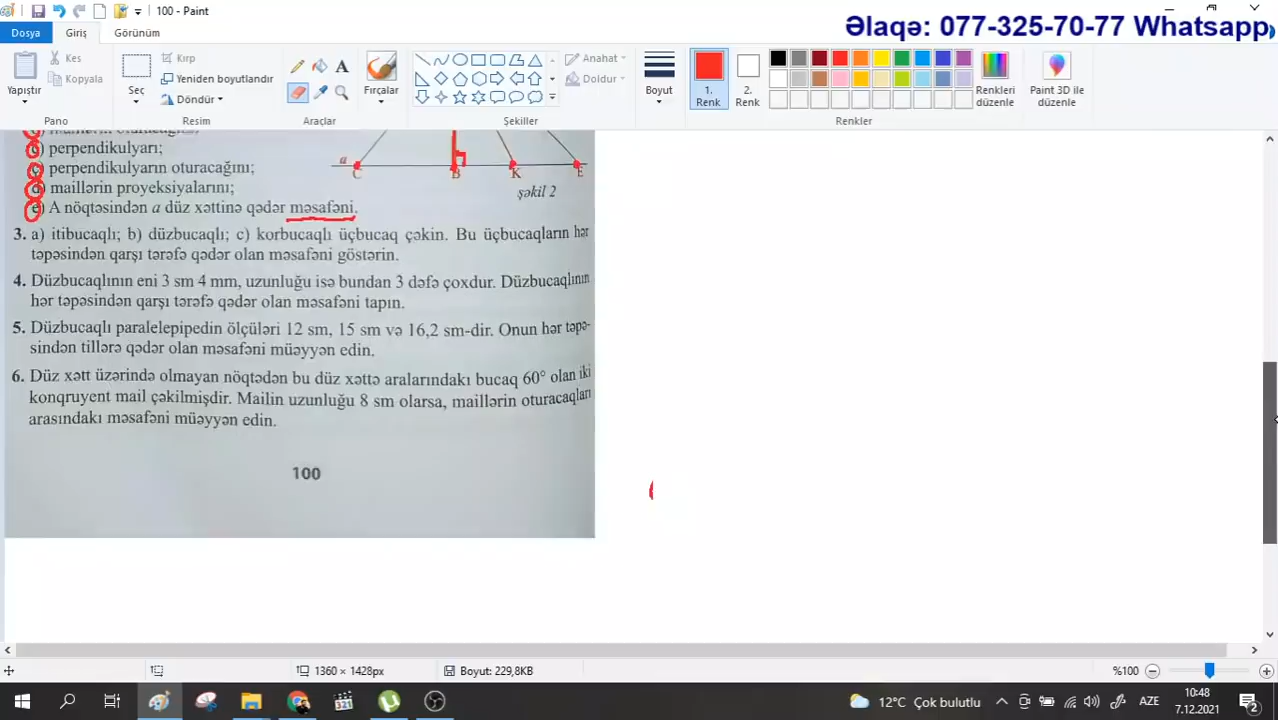 100 - Paint
Əlaqə: 077-325-70-77 Whatsapp
Dosya Giriş Görünüm
Yapıştır
Kes
Kopyala
Pano
Seç
Kırp
Yeniden boyutlandır
Döndür
Resim
A
Araçlar
Fırçalar
Şekiller
Anahat
Doldur
Boyut
1. Renk
2. Renk
Renkler
Renkleri düzenle
Paint 3D ile düzenle
ç) perpendikulyarı;
perpendikulyarın oturacağını;
d) maillərin proyeksiyalarını;
e) A nöqtəsindən a düz xəttinə qədər məsafəni.
a C B K E
şəkil 2
3. a) itibucaqlı; b) düzbucaqlı; c) korbucaqlı üçbucaq çəkin. Bu üçbucaqların hər
təpəsindən qarşı tərəfə qədər olan məsafəni göstərin.
4. Düzbucaqlının eni 3 sm 4 mm, uzunluğu isə bundan 3 dəfə çoxdur. Düzbucaqlının
hər təpəsindən qarşı tərəfə qədər olan məsafəni tapın.
5. Düzbucaqlı paralelepipedin ölçüləri 12 sm, 15 sm və 16,2 sm-dir. Onun hər təpə-
sindən tillərə qədər olan məsafəni müəyyən edin.
6. Düz xətt üzərində olmayan nöqtədən bu düz xəttə aralarındakı bucaq 60° olan iki
konqruyent mail çəkilmişdir. Mailin uzunluğu 8 sm olarsa, maillərin oturacaqları
arasındakı məsafəni müəyyən edin.
100
1360 × 1428px
Boyut: 229,8KB
%100
12°C Çok bulutlu
AZE
10:48
7.12.2021
2